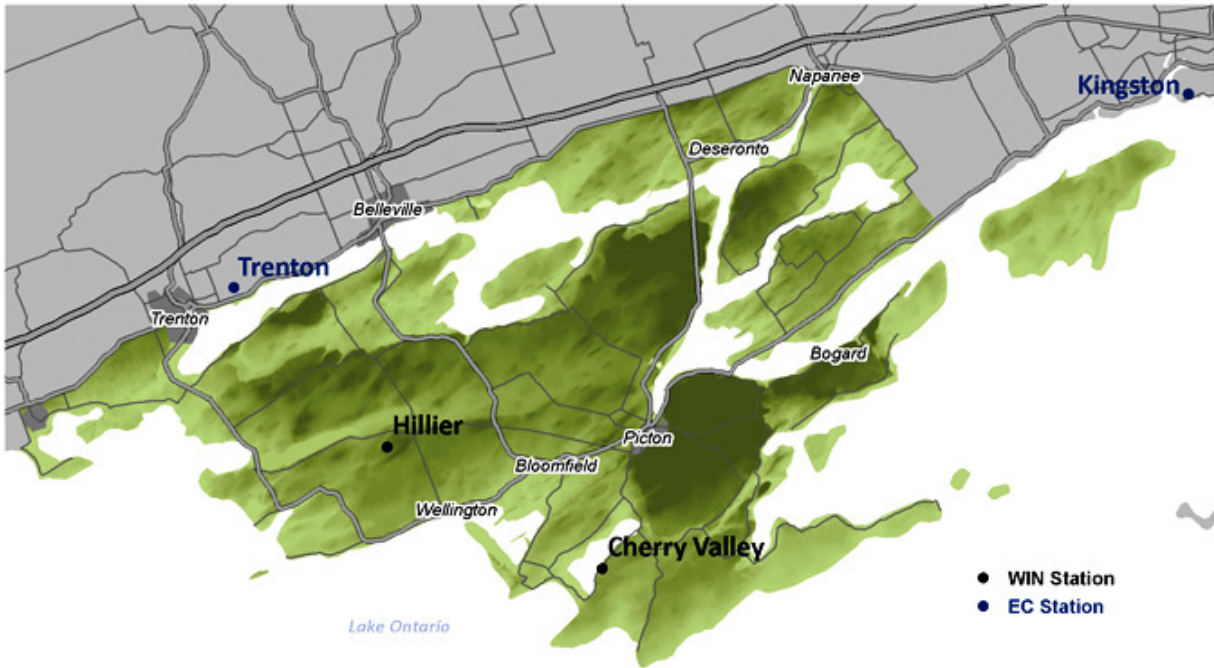 Napanee
Kingston
Deseronto
Belleville
Trenton
Trenton
Bogard
Hillier
Picton
Bloomfield
Wellington
Cherry Valley
WIN Station
EC Station
Lake Ontario